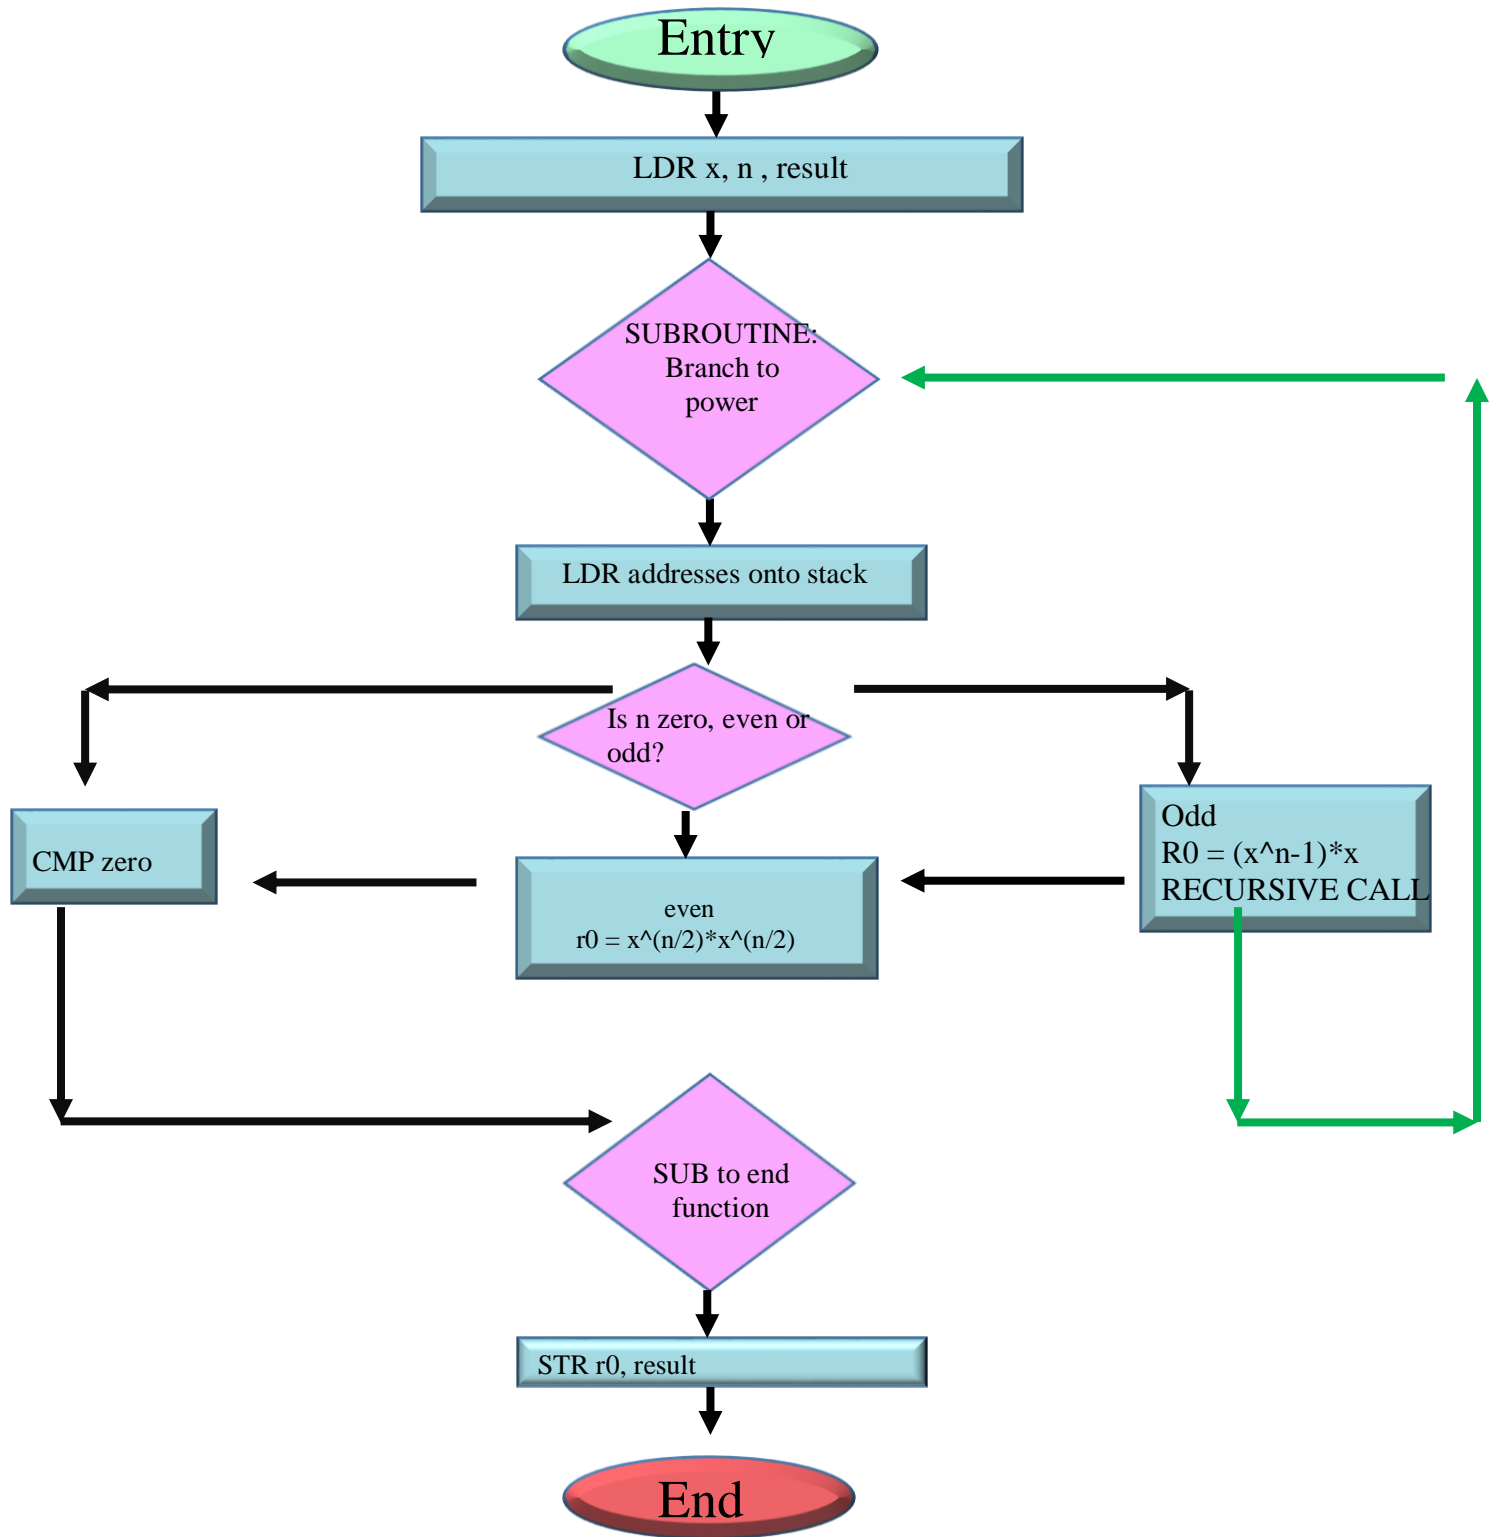 Entry
LDR x, n , result
SUBROUTINE:
Branch to
power
LDR addresses onto stack
Is n zero, even or
odd?
CMP zero
even
r0 = x^(n/2)*x^(n/2)
Odd
R0 = (x^n-1)*x
RECURSIVE CALL
SUB to end
function
STR r0, result
End